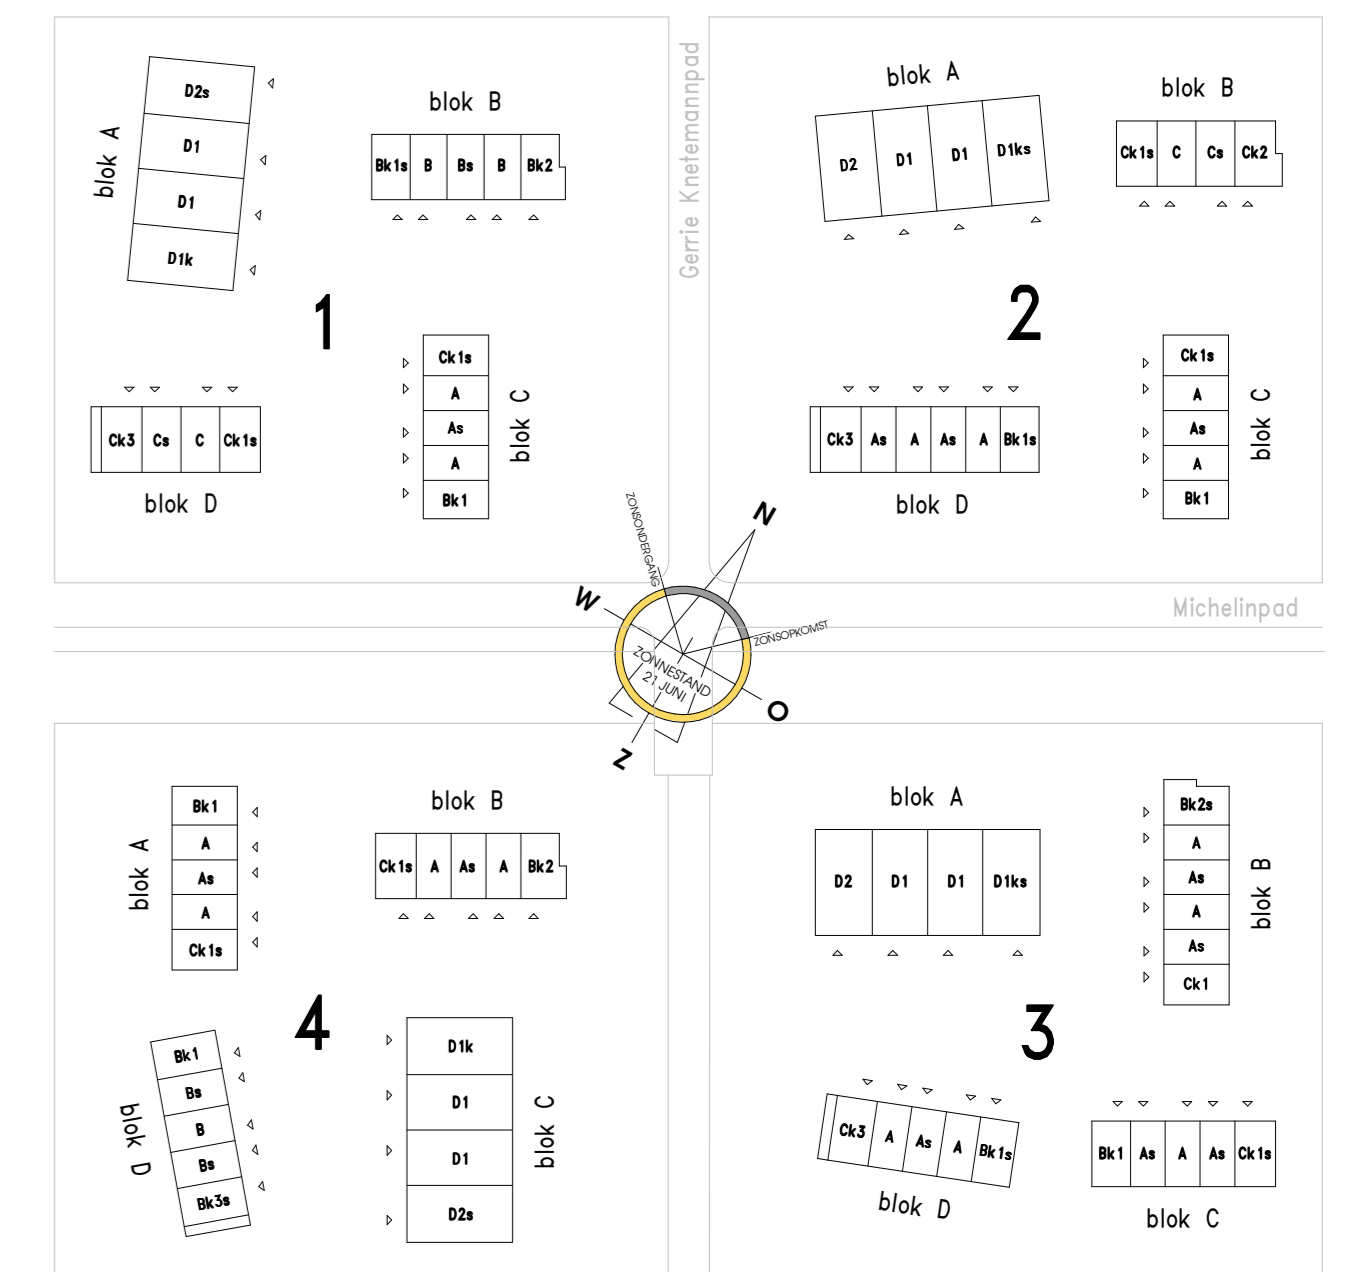 blok A
D2s
D1
D1
D1k
blok B
Bk1s B Bs B Bk2
1
Ck1s
A
As
A
Bk1
blok C
Ck3 Cs C Ck1s
blok D
Gerrie Knetemannpad
blok A
D2 D1 D1 D1ks
blok B
Ck1s C Cs Ck2
2
Ck1s
A
As
A
Bk1
blok C
Ck3 As A As A Bk1s
blok D
Michelinpad
N
W
O
Z
ZONSONDERGANG
ZONSOPKOMST
ZONNESTAND
21 JUNI
blok A
Bk1
A
As
A
Ck1s
blok B
Ck1s A As A Bk2
4
blok D
Bk1
Bs
B
Bs
Bk3s
D1k
D1
D1
D2s
blok C
blok A
D2 D1 D1 D1ks
Bk2s
A
As
A
As
Ck1
blok B
3
Ck3 A As A Bk1s
blok D
Bk1 As A As Ck1s
blok C